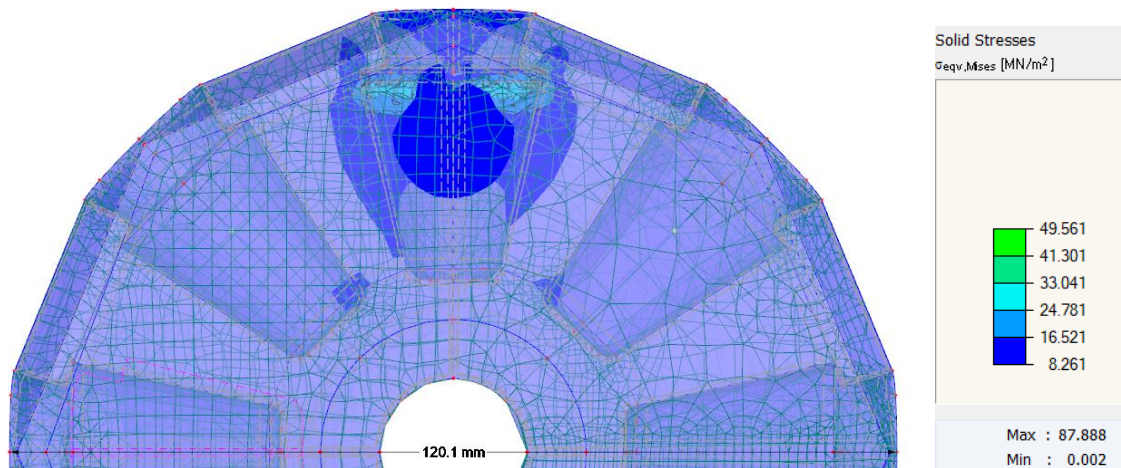 Solid Stresses
σeqv,Mises [MN/m²]
49.561
41.301
33.041
24.781
16.521
8.261
120.1 mm
Max : 87.888
Min : 0.002